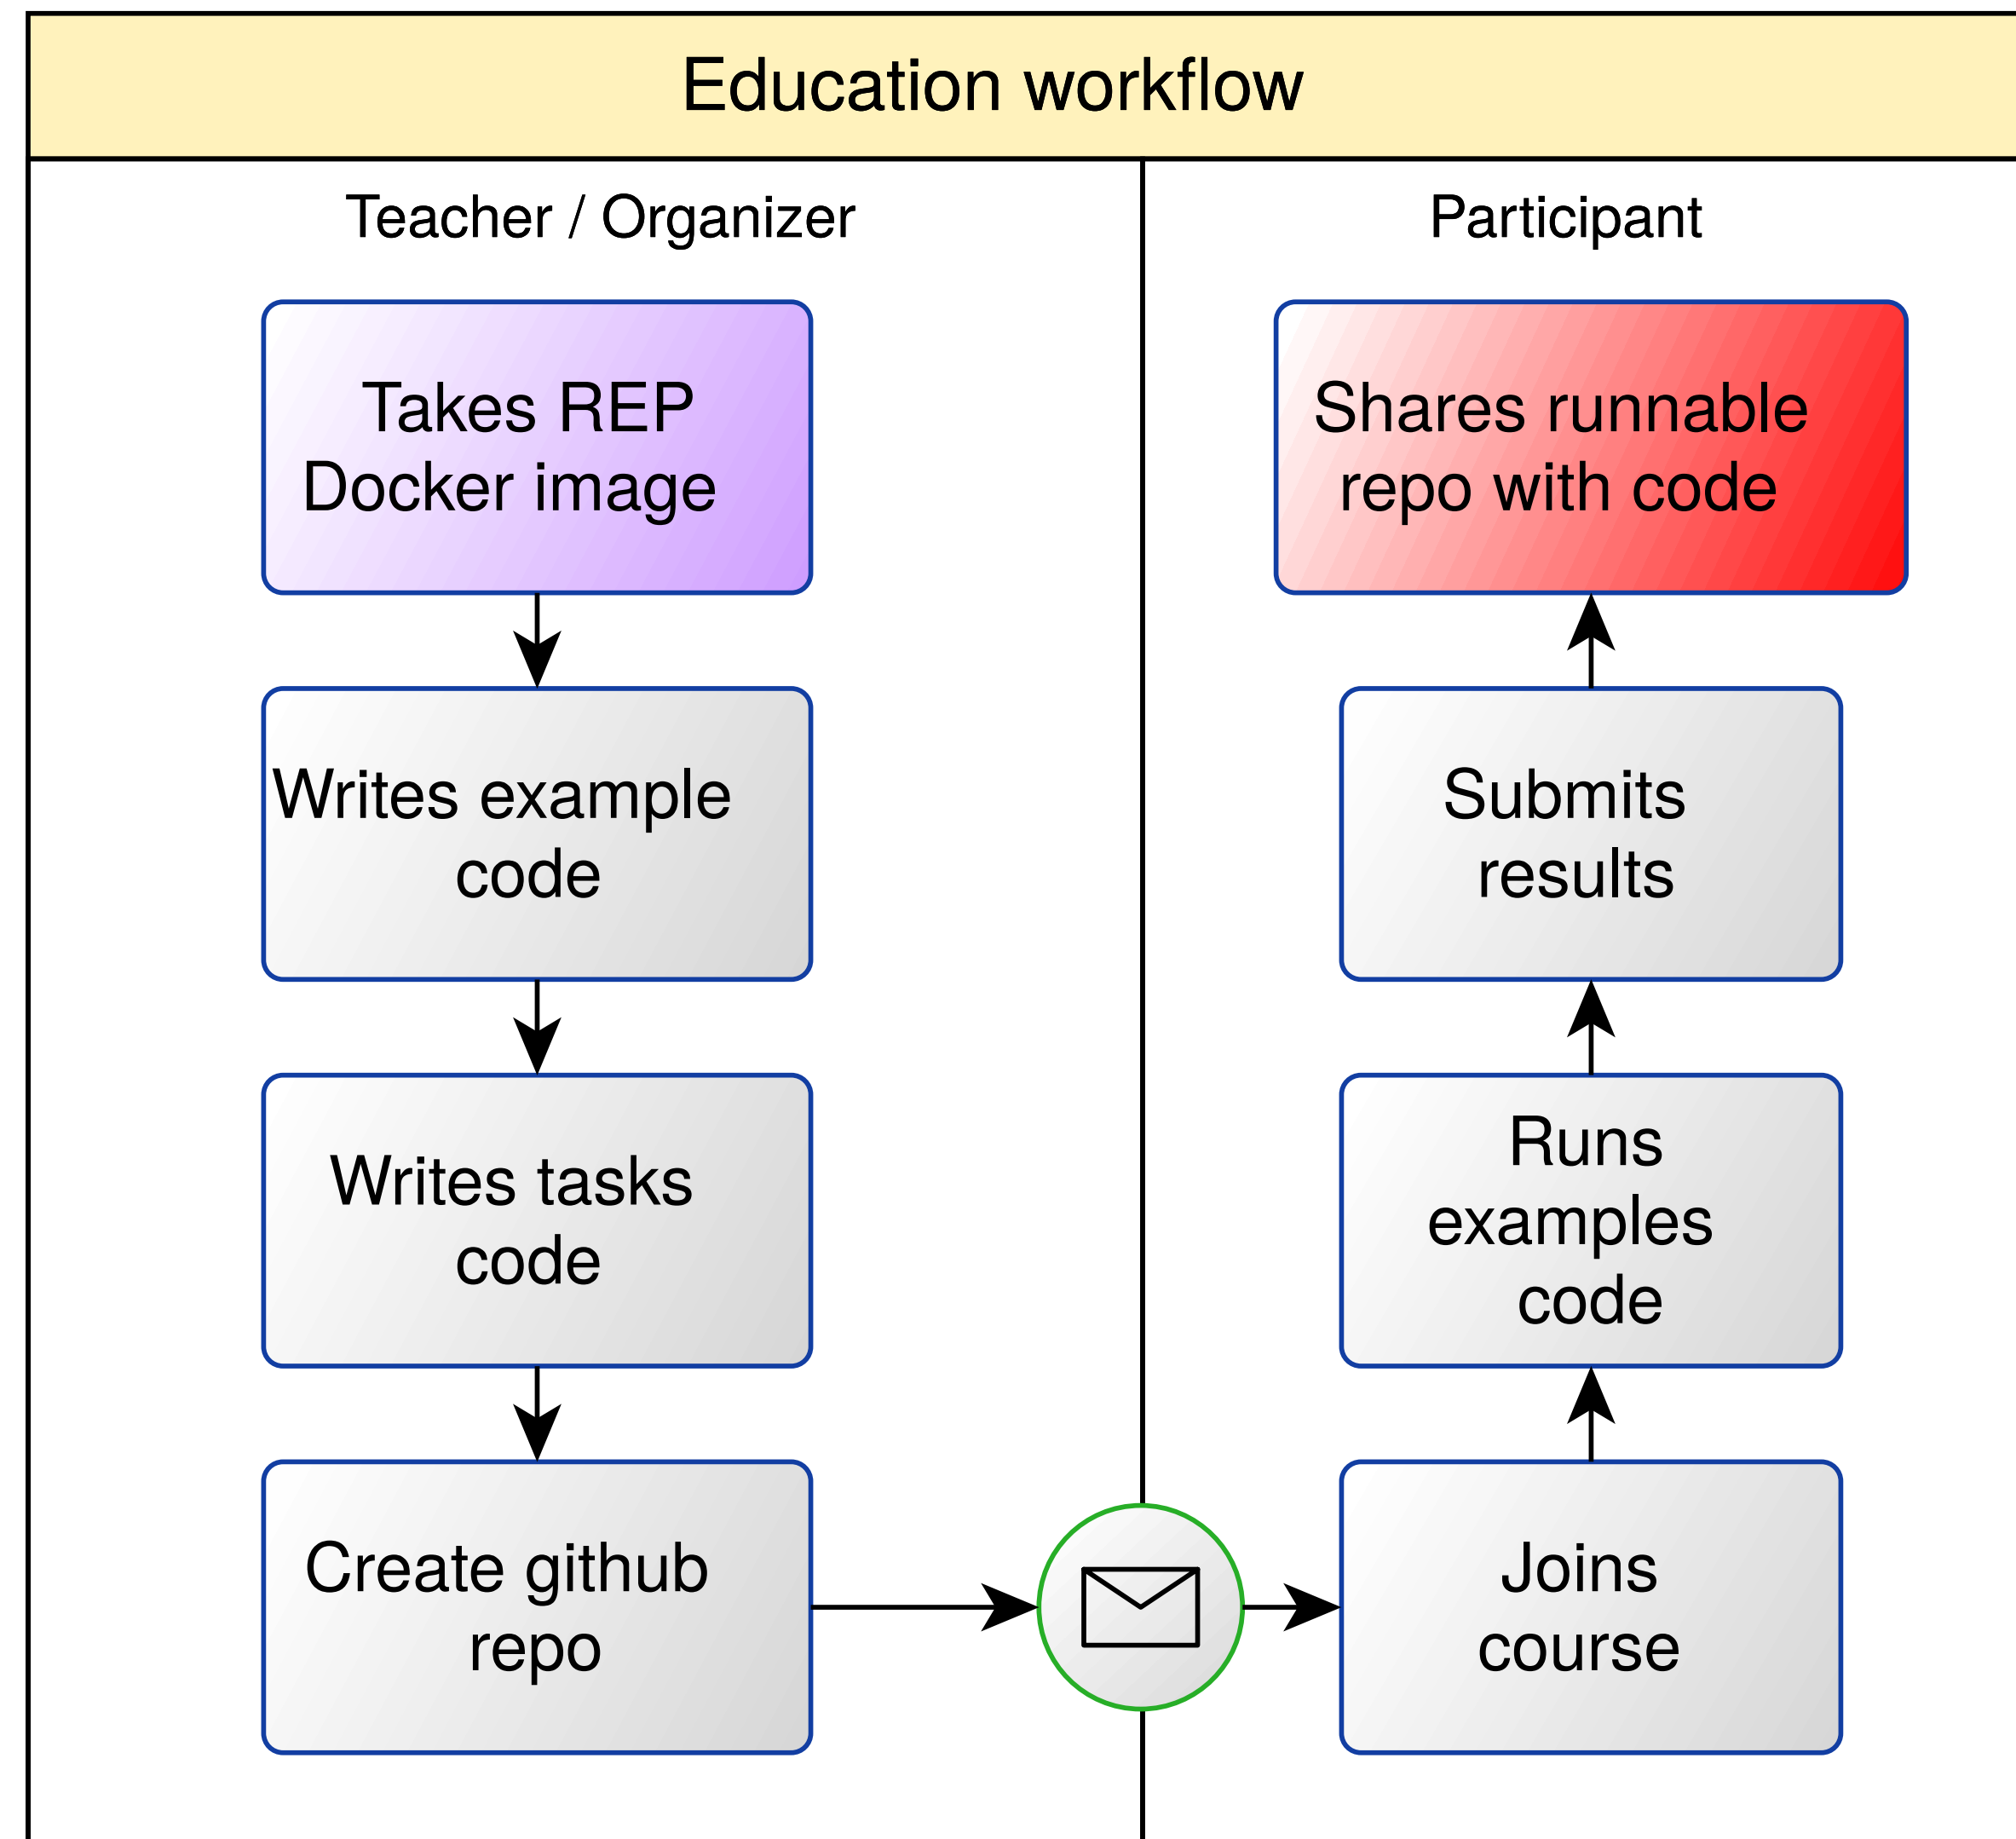 Education workflow
Teacher / Organizer
Takes REP
Docker image
Writes example
code
Writes tasks
code
Create github
repo
Participant
Shares runnable
repo with code
Submits
results
Runs
examples
code
Joins
course